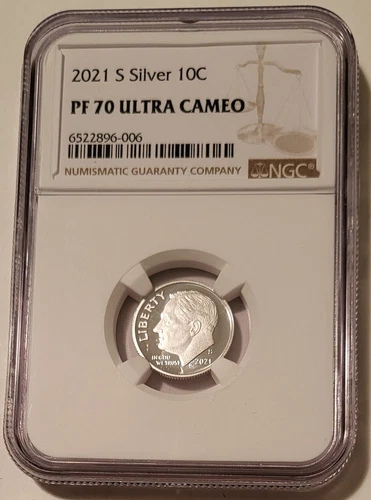 2021 S Silver 10C
PF 70 ULTRA CAMEO
6522896-006
NUMISMATIC GUARANTY COMPANY
NGC®
LIBERTY
IN GOD
WE TRUST
S
2021